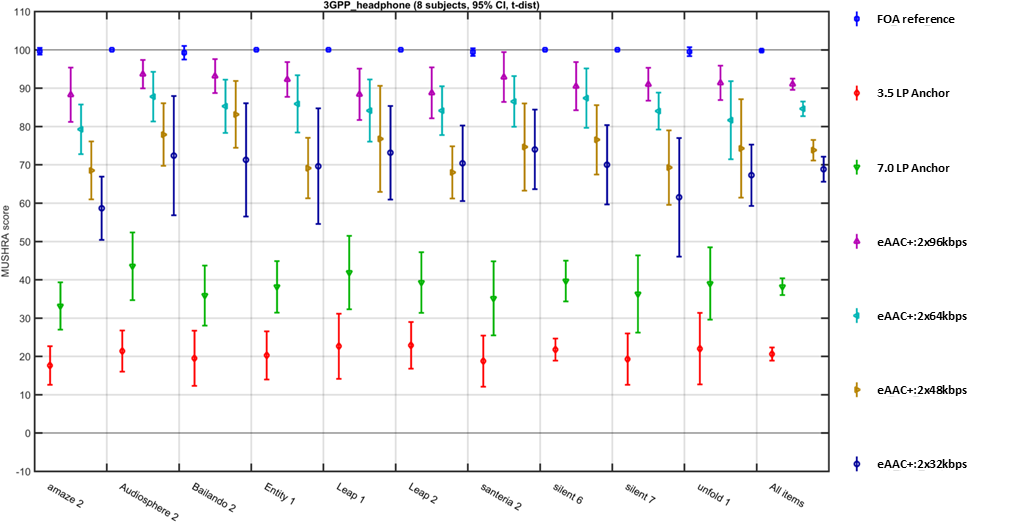 3GPP_headphone (8 subjects, 95% CI, t-dist)
110
100
90
80
70
60
50
40
30
20
10
0
-10
MUSHRA score
amaze 2
Audiosphere 2
Bailando 2
Entity 1
Leap 1
Leap 2
santeria 2
silent 6
silent 7
unfold 1
All items
FOA reference
3.5 LP Anchor
7.0 LP Anchor
eAAC+:2x96kbps
eAAC+:2x64kbps
eAAC+:2x48kbps
eAAC+:2x32kbps